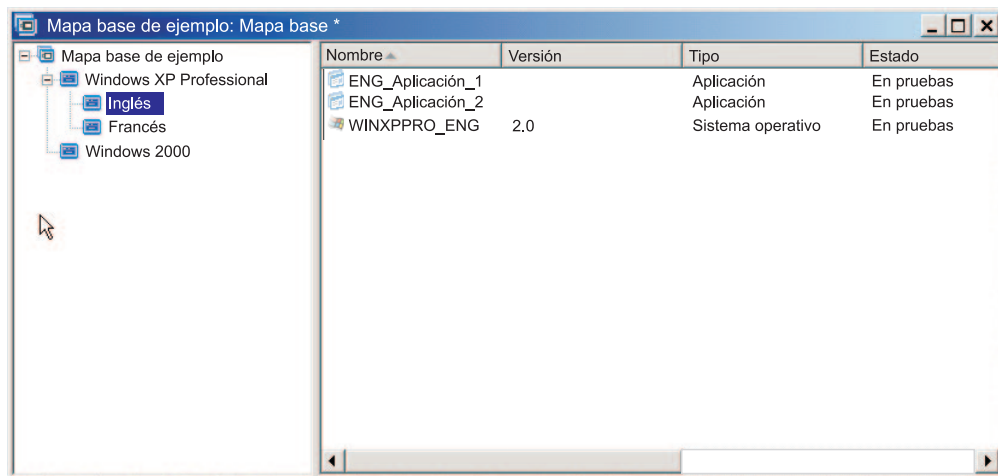 Mapa base de ejemplo: Mapa base *
Mapa base de ejemplo
Windows XP Professional
Inglés
Francés
Windows 2000
Nombre Versión Tipo Estado
ENG_Aplicación_1 Aplicación En pruebas
ENG_Aplicación_2 Aplicación En pruebas
WINXPPRO_ENG 2.0 Sistema operativo En pruebas